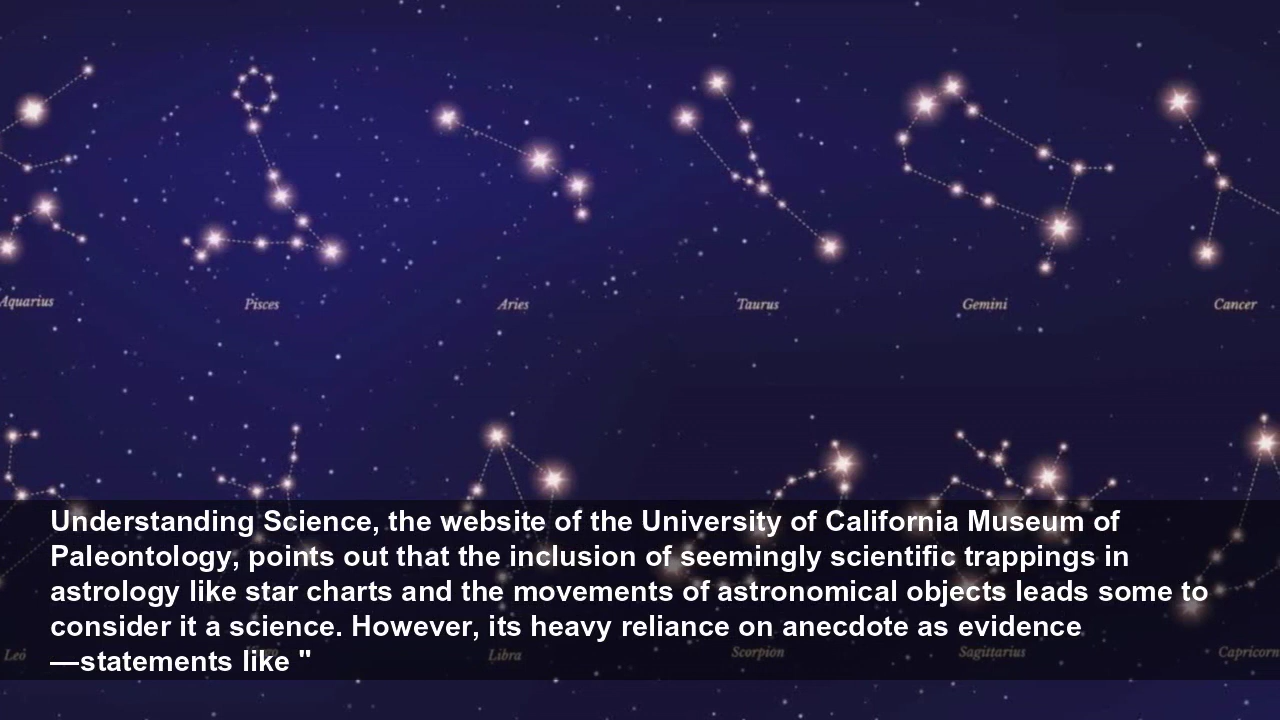 Aquarius
Pisces
Aries
Taurus
Gemini
Cancer
Understanding Science, the website of the University of California Museum of
Paleontology, points out that the inclusion of seemingly scientific trappings in
astrology like star charts and the movements of astronomical objects leads some to
consider it a science. However, its heavy reliance on anecdote as evidence
—statements like "
Leo
Libra
Scorpion
Sagittarius
Capricorn